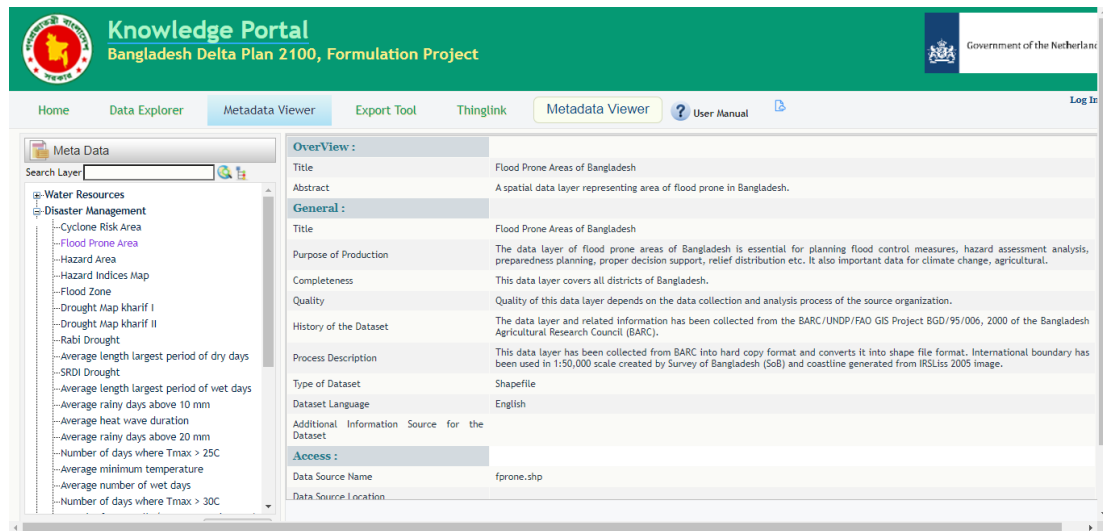 Knowledge Portal
Bangladesh Delta Plan 2100, Formulation Project
Government of the Netherland
Home
Data Explorer
Metadata Viewer
Export Tool
Thinglink
Metadata Viewer
? User Manual
Log In
Meta Data
Search Layer
Water Resources
Disaster Management
Cyclone Risk Area
Flood Prone Area
Hazard Area
Hazard Indices Map
Flood Zone
Drought Map kharif I
Drought Map kharif II
Rabi Drought
Average length largest period of dry days
SRDI Drought
Average length largest period of wet days
Average rainy days above 10 mm
Average heat wave duration
Average rainy days above 20 mm
Number of days where Tmax > 25C
Average minimum temperature
Average number of wet days
Number of days where Tmax > 30C
OverView :
Title Flood Prone Areas of Bangladesh
Abstract A spatial data layer representing area of flood prone in Bangladesh.
General :
Title Flood Prone Areas of Bangladesh
Purpose of Production
The data layer of flood prone areas of Bangladesh is essential for planning flood control measures, hazard assessment analysis,
preparedness planning, proper decision support, relief distribution etc. It also important data for climate change, agricultural.
Completeness This data layer covers all districts of Bangladesh.
Quality Quality of this data layer depends on the data collection and analysis process of the source organization.
History of the Dataset
The data layer and related information has been collected from the BARC/UNDP/FAO GIS Project BGD/95/006, 2000 of the Bangladesh
Agricultural Research Council (BARC).
Process Description
This data layer has been collected from BARC into hard copy format and converts it into shape file format. International boundary has
been used in 1:50,000 scale created by Survey of Bangladesh (SoB) and coastline generated from IRSLiss 2005 image.
Type of Dataset Shapefile
Dataset Language English
Additional Information Source for the
Dataset
Access :
Data Source Name fprone.shp
Data Source Location